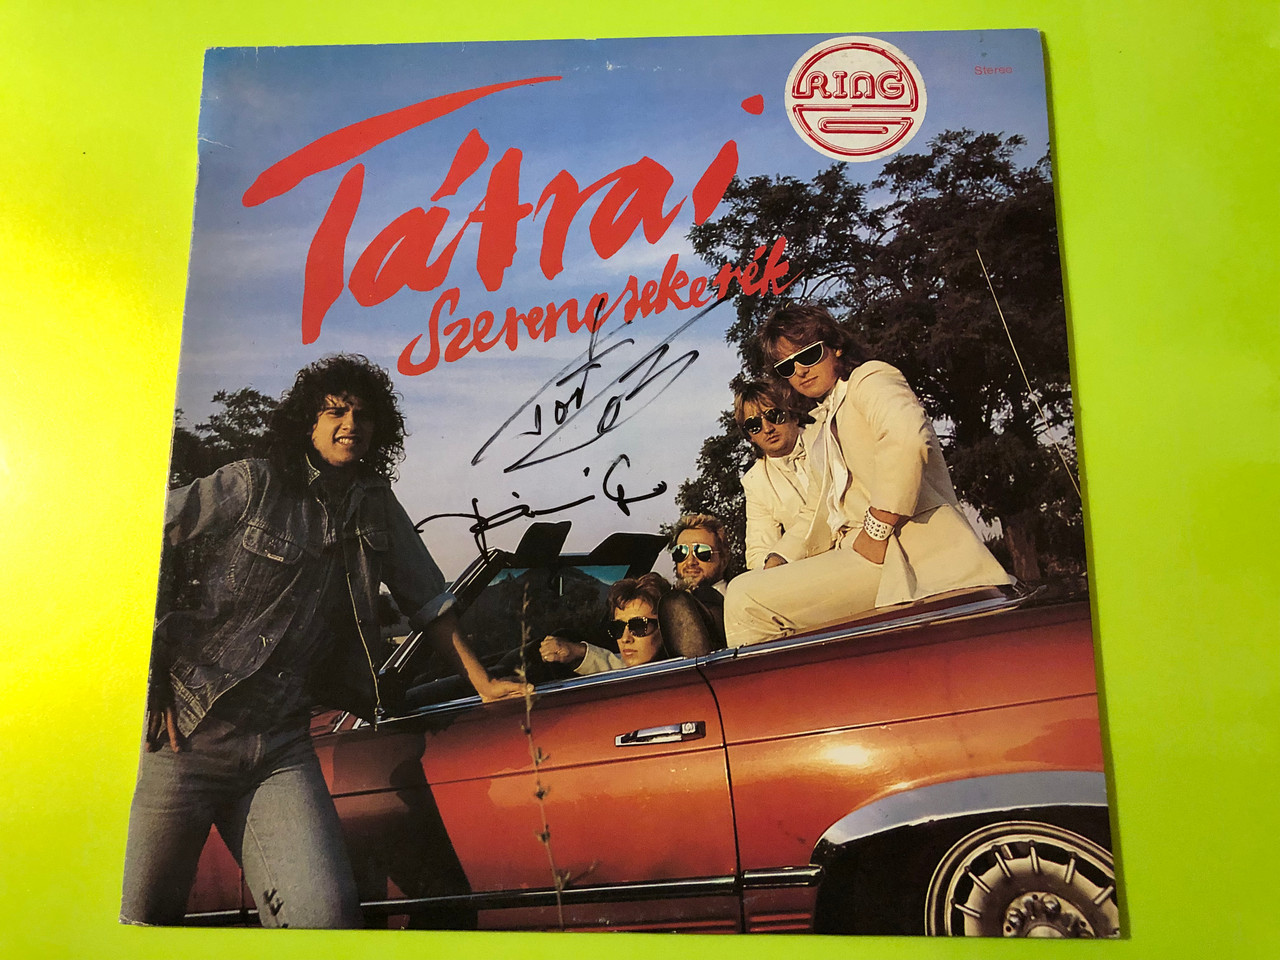 Tátrai
Szerencsekerék
RING
Stereo